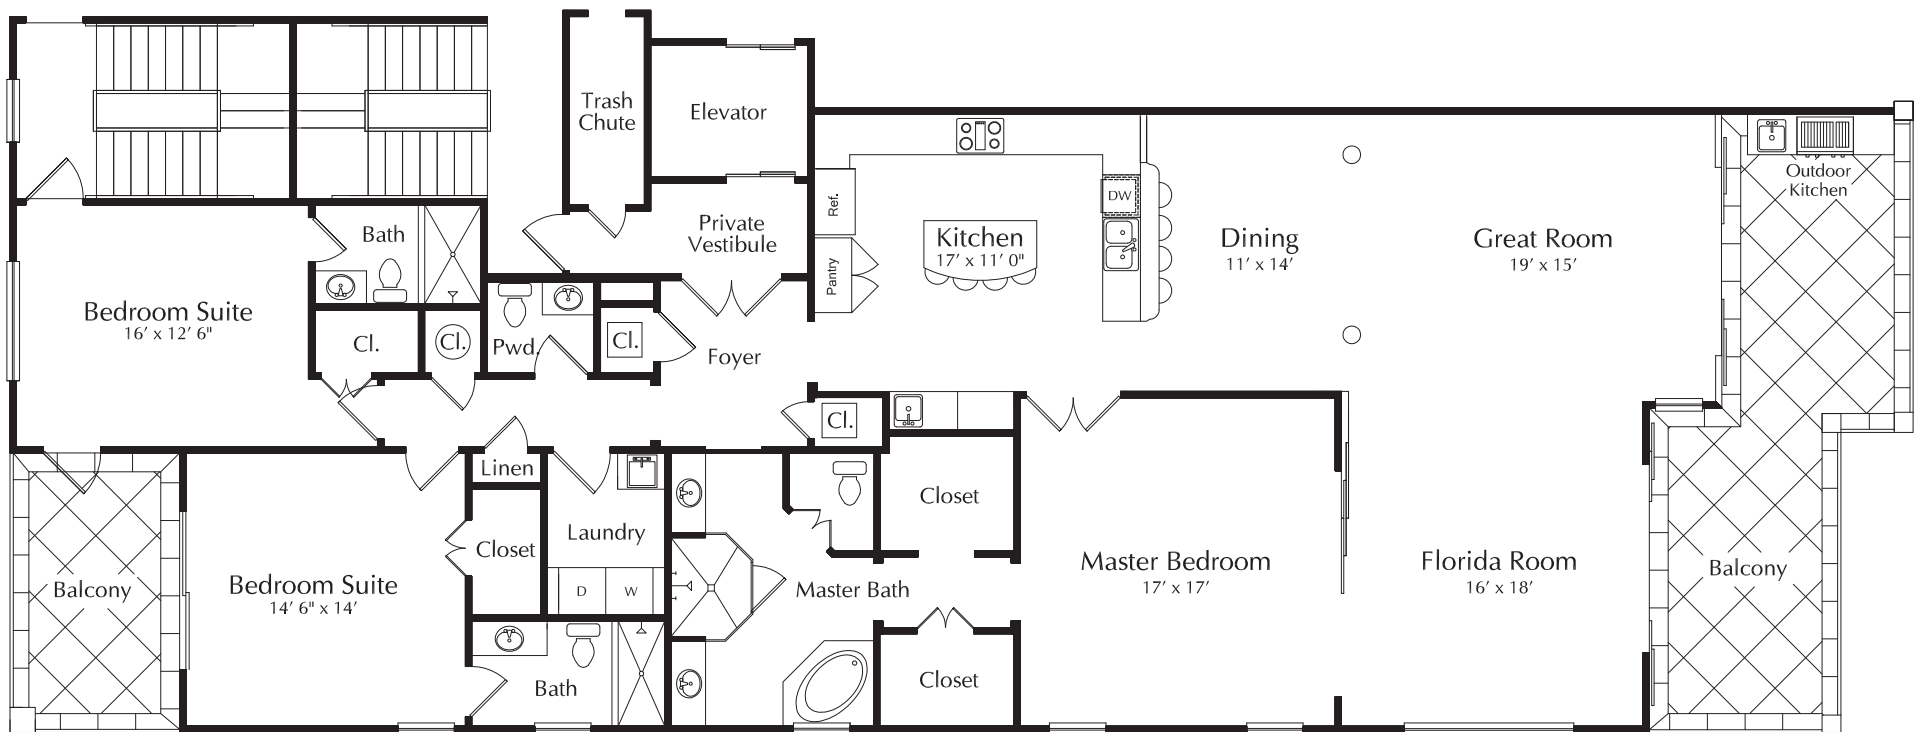 Trash
Chute
Elevator
Private
Vestibule
Ref.
Pantry
Kitchen
17′ x 11′ 0"
DW
Dining
11′ x 14′
Great Room
19′ x 15′
Outdoor
Kitchen
Bath
Bedroom Suite
16′ x 12′ 6"
Cl.
Cl.
Pwd.
Cl.
Foyer
Cl.
Linen
Closet
Laundry
D
W
Bedroom Suite
14′ 6" x 14′
Balcony
Bath
Master Bath
Closet
Closet
Master Bedroom
17′ x 17′
Florida Room
16′ x 18′
Balcony